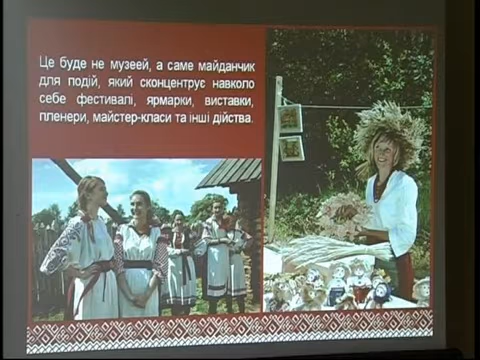 Це буде не музеей, а саме майданчик
для подій, який сконцентрує навколо
себе фестивалі, ярмарки, виставки,
пленери, майстер-класи та інші дійства.